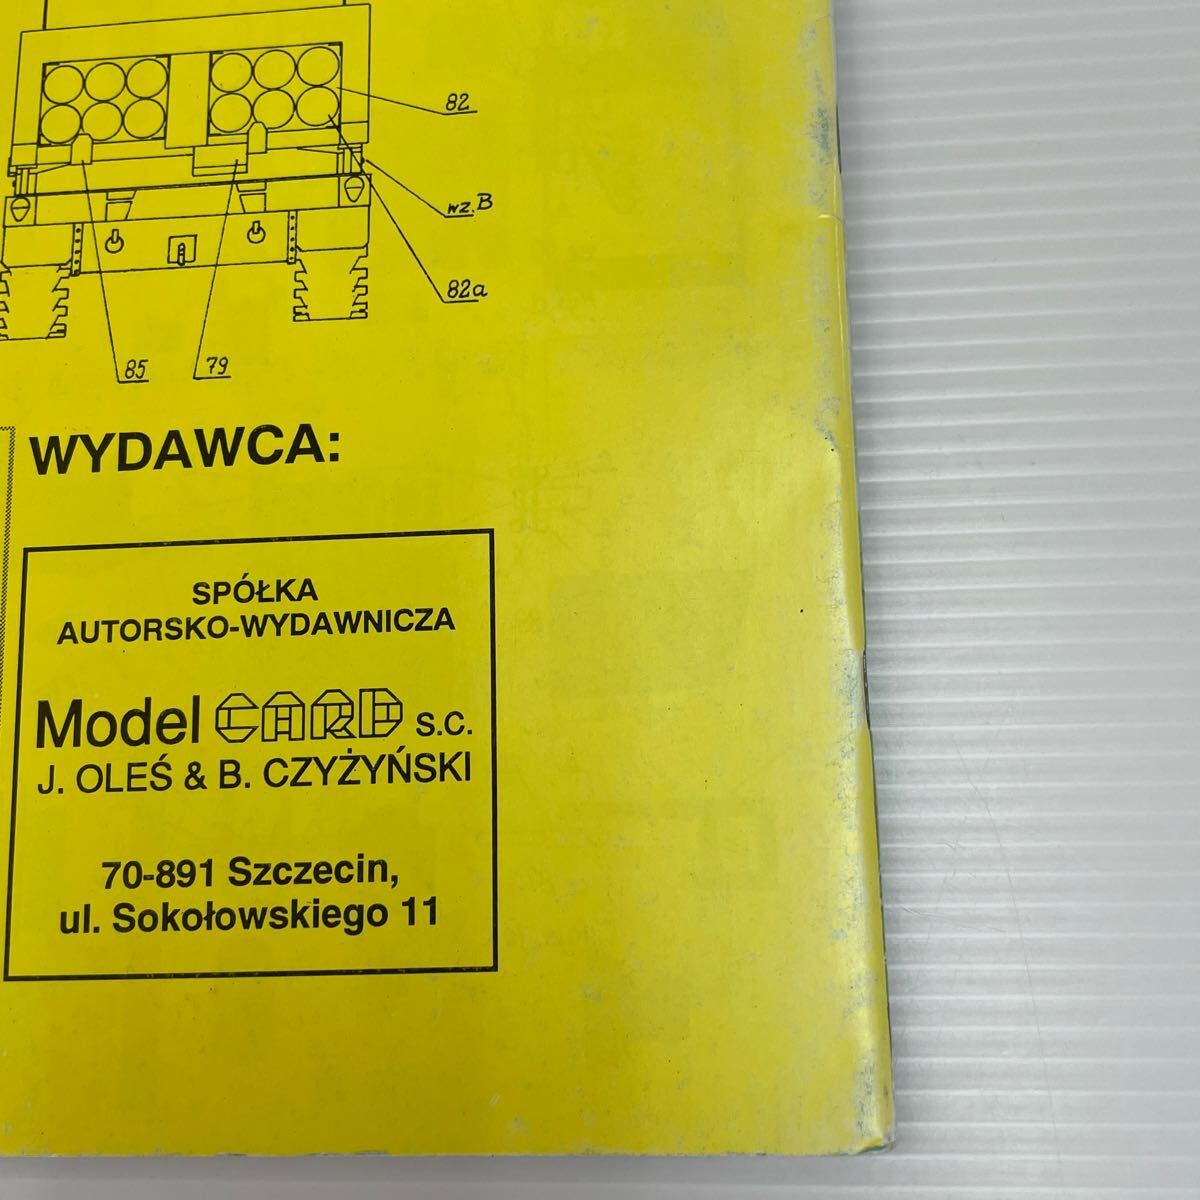 82
wz.B
82a
85
79
WYDAWCA:
SPÓŁKA
AUTORSKO-WYDAWNICZA
Model CARD s.c.
J. OLEŚ & B. CZYŻYŃSKI
70-891 Szczecin,
ul. Sokołowskiego 11